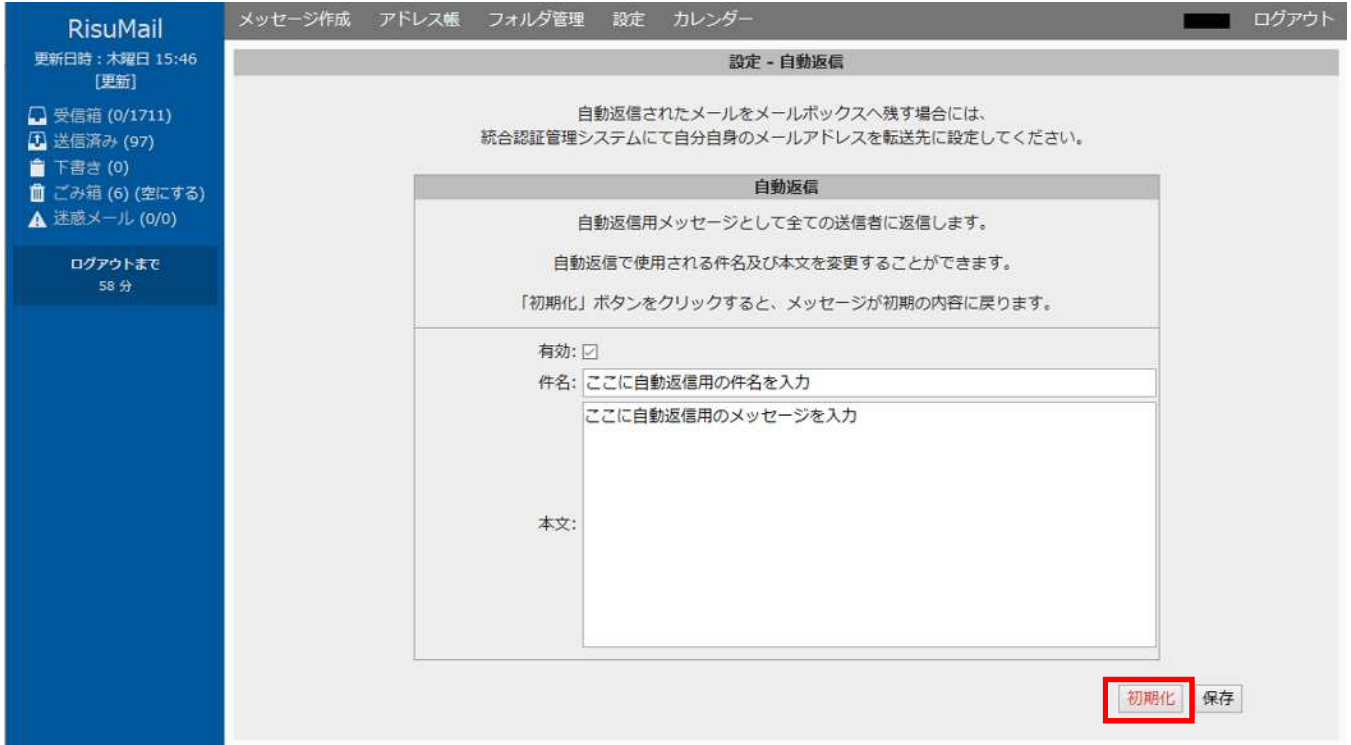 RisuMail
更新日時 : 木曜日 15:46
[更新]
受信箱 (0/1711)
送信済み (97)
下書き (0)
ごみ箱 (6) (空にする)
迷惑メール (0/0)
ログアウトまで
58 分
メッセージ作成 アドレス帳 フォルダ管理 設定 カレンダー ログアウト
設定 - 自動返信
自動返信されたメールをメールボックスへ残す場合には、
統合認証管理システムにて自分自身のメールアドレスを転送先に設定してください。
自動返信
自動返信用メッセージとして全ての送信者に返信します。
自動返信で使用される件名及び本文を変更することができます。
「初期化」ボタンをクリックすると、メッセージが初期の内容に戻ります。
有効:
件名: ここに自動返信用の件名を入力
ここに自動返信用のメッセージを入力
本文:
初期化 保存